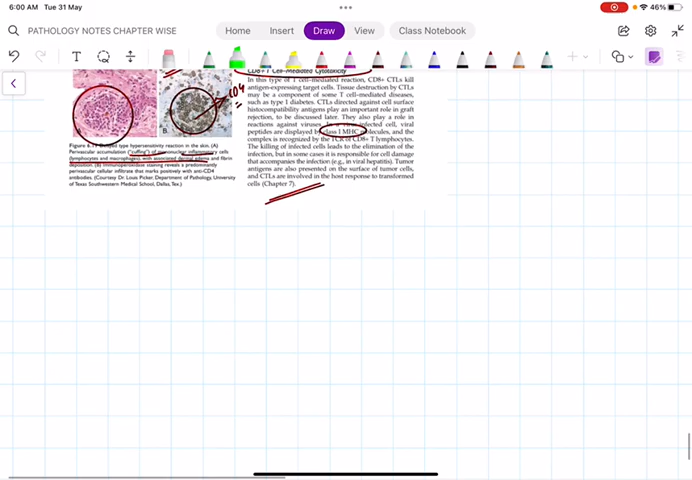 6:00 AM Tue 31 May
46%
PATHOLOGY NOTES CHAPTER WISE
Home Insert Draw View Class Notebook
CD8+ T Cell–Mediated Cytotoxicity
In this type of T cell–mediated reaction, CD8+ CTLs kill
antigen-expressing target cells. Tissue destruction by CTLs
may be a component of some T cell–mediated diseases,
such as type 1 diabetes. CTLs directed against cell surface
histocompatibility antigens play an important role in graft
rejection, to be discussed later. They also play a role in
reactions against viruses. In a virus-infected cell, viral
peptides are displayed by class I MHC molecules, and the
complex is recognized by the TCR of CD8+ T lymphocytes.
The killing of infected cells leads to the elimination of the
infection, but in some cases it is responsible for cell damage
that accompanies the infection (e.g., in viral hepatitis). Tumor
antigens are also presented on the surface of tumor cells,
and CTLs are involved in the host response to transformed
cells (Chapter 7).
A B
Delayed type hypersensitivity reaction in the skin. (A)
Perivascular accumulation ("cuffing") of mononuclear inflammatory cells
(lymphocytes and macrophages), with associated dermal edema and fibrin
deposition. (B) Immunoperoxidase staining reveals a predominantly
perivascular cellular infiltrate that marks positively with anti-CD4
antibodies. (Courtesy Dr. Louis Picker, Department of Pathology, University
of Texas Southwestern Medical School, Dallas, Tex.)